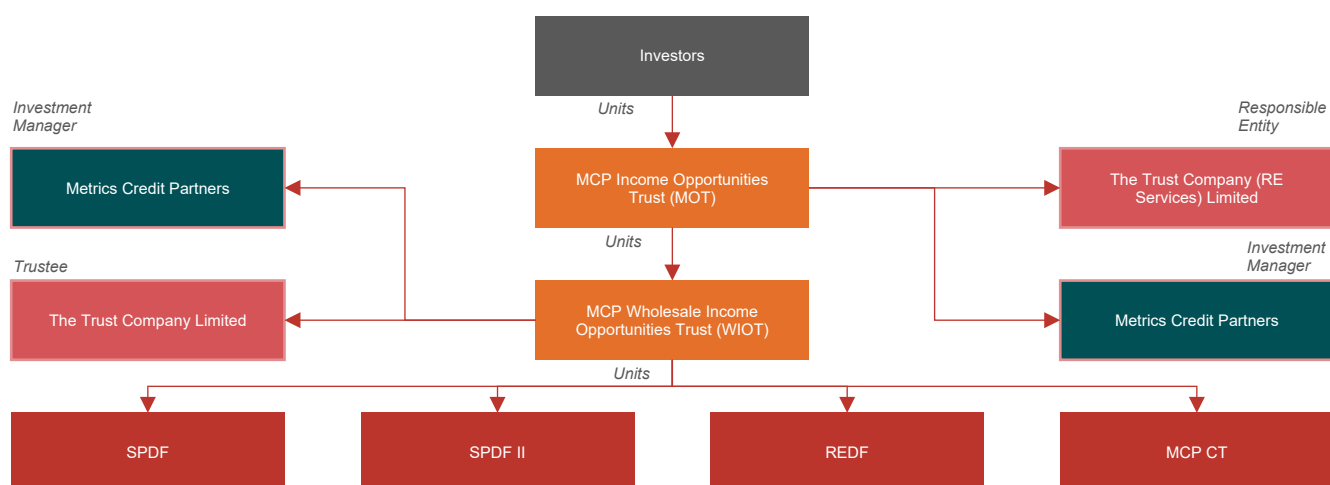 Investors
Units
Investment
Manager
Responsible
Entity
Metrics Credit Partners
MCP Income Opportunities
Trust (MOT)
The Trust Company (RE
Services) Limited
Units
Investment
Manager
Trustee
The Trust Company Limited
MCP Wholesale Income
Opportunities Trust (WIOT)
Metrics Credit Partners
Units
SPDF
SPDF II
REDF
MCP CT